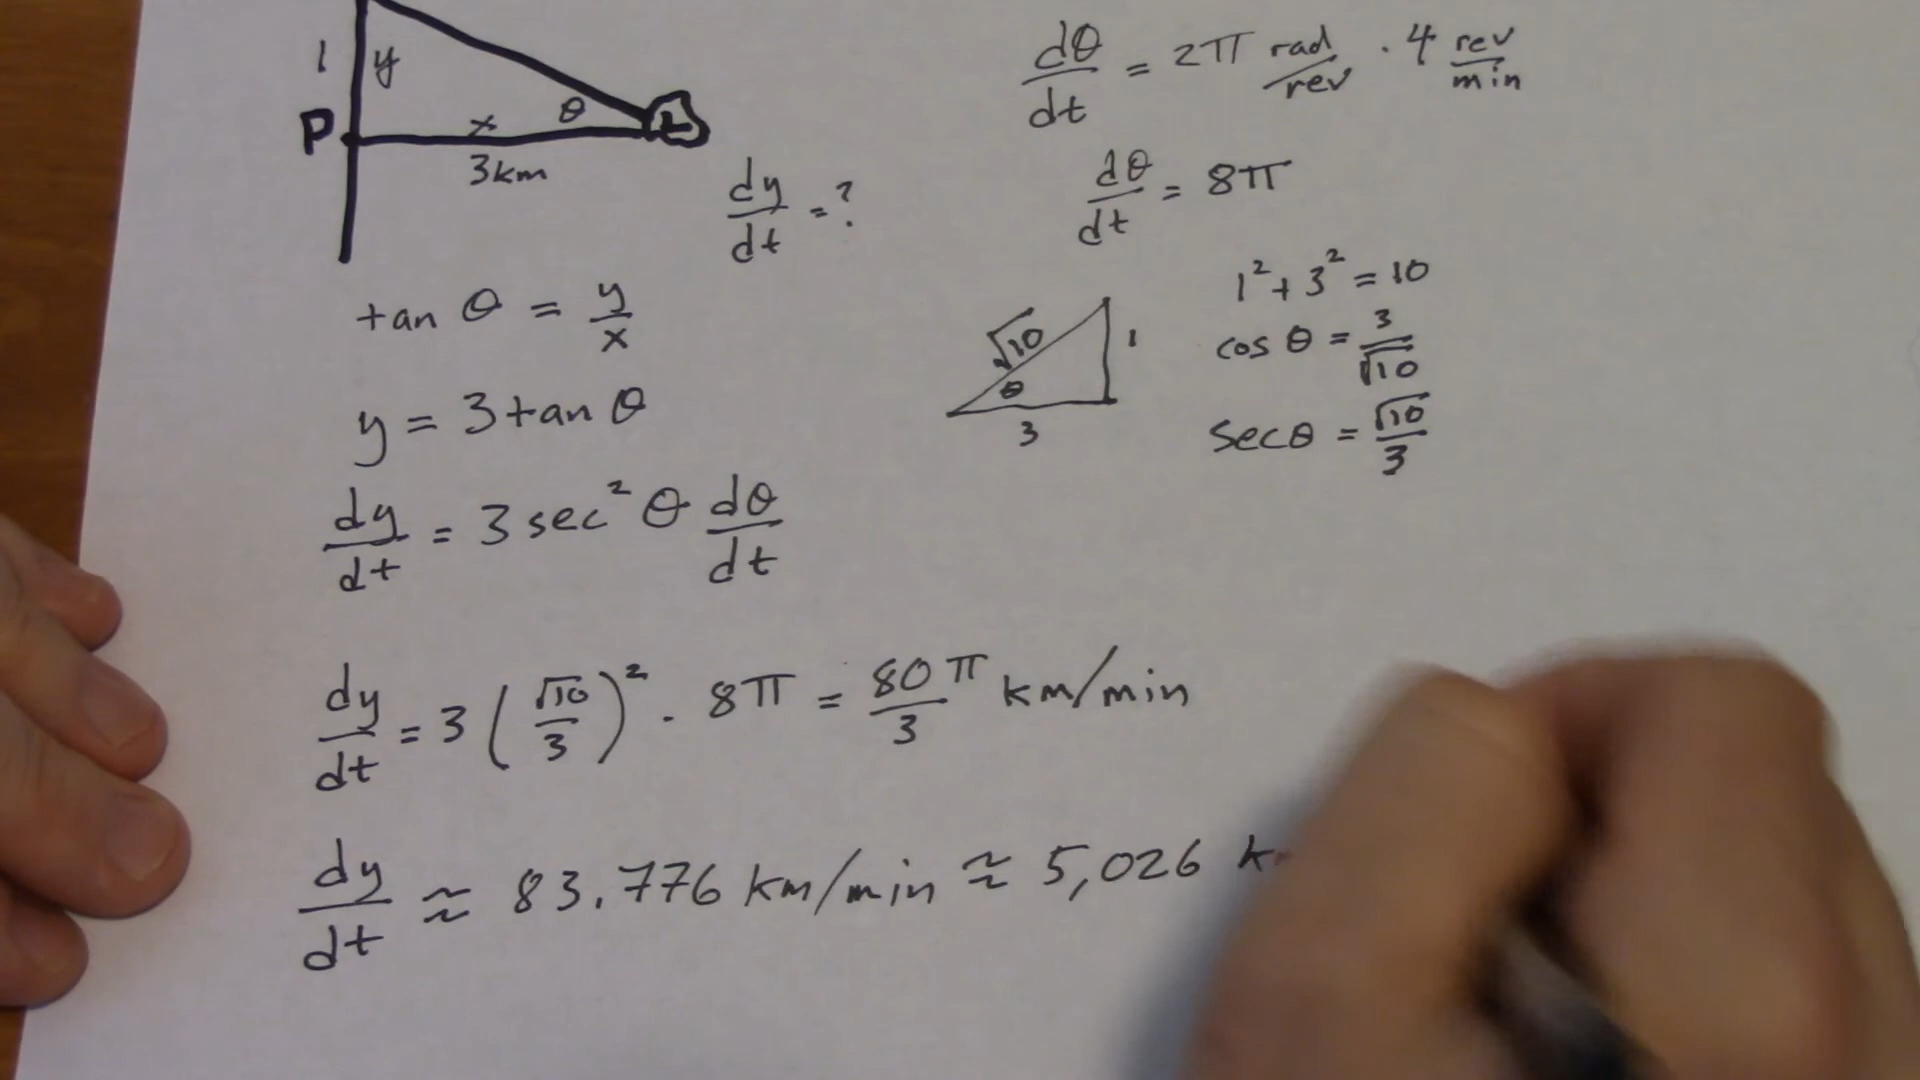 1 y
P x θ L
3km
dy/dt = ?
tan θ = y/x
y = 3 tan θ
dy/dt = 3 sec² θ dθ/dt
dθ/dt = 2π rad/rev · 4 rev/min
dθ/dt = 8π
√10 θ 1
3
1² + 3² = 10
cos θ = 3/√10
sec θ = √10/3
dy/dt = 3 (√10/3)² · 8π = 80π/3 km/min
dy/dt ≈ 83.776 km/min ≈ 5,026